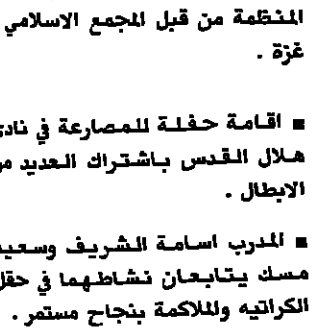 المنظمة من قبل المجمع الاسلامي
غزة .
■ اقامة حفلة للمصارعة في نادي
هلال القدس باشتراك العديد من
الابطال .
■ المدرب اسامة الشريف وسعيد
مسك يتابعان نشاطهما في حقل
الكراتيه والملاكمة بنجاح مستمر .